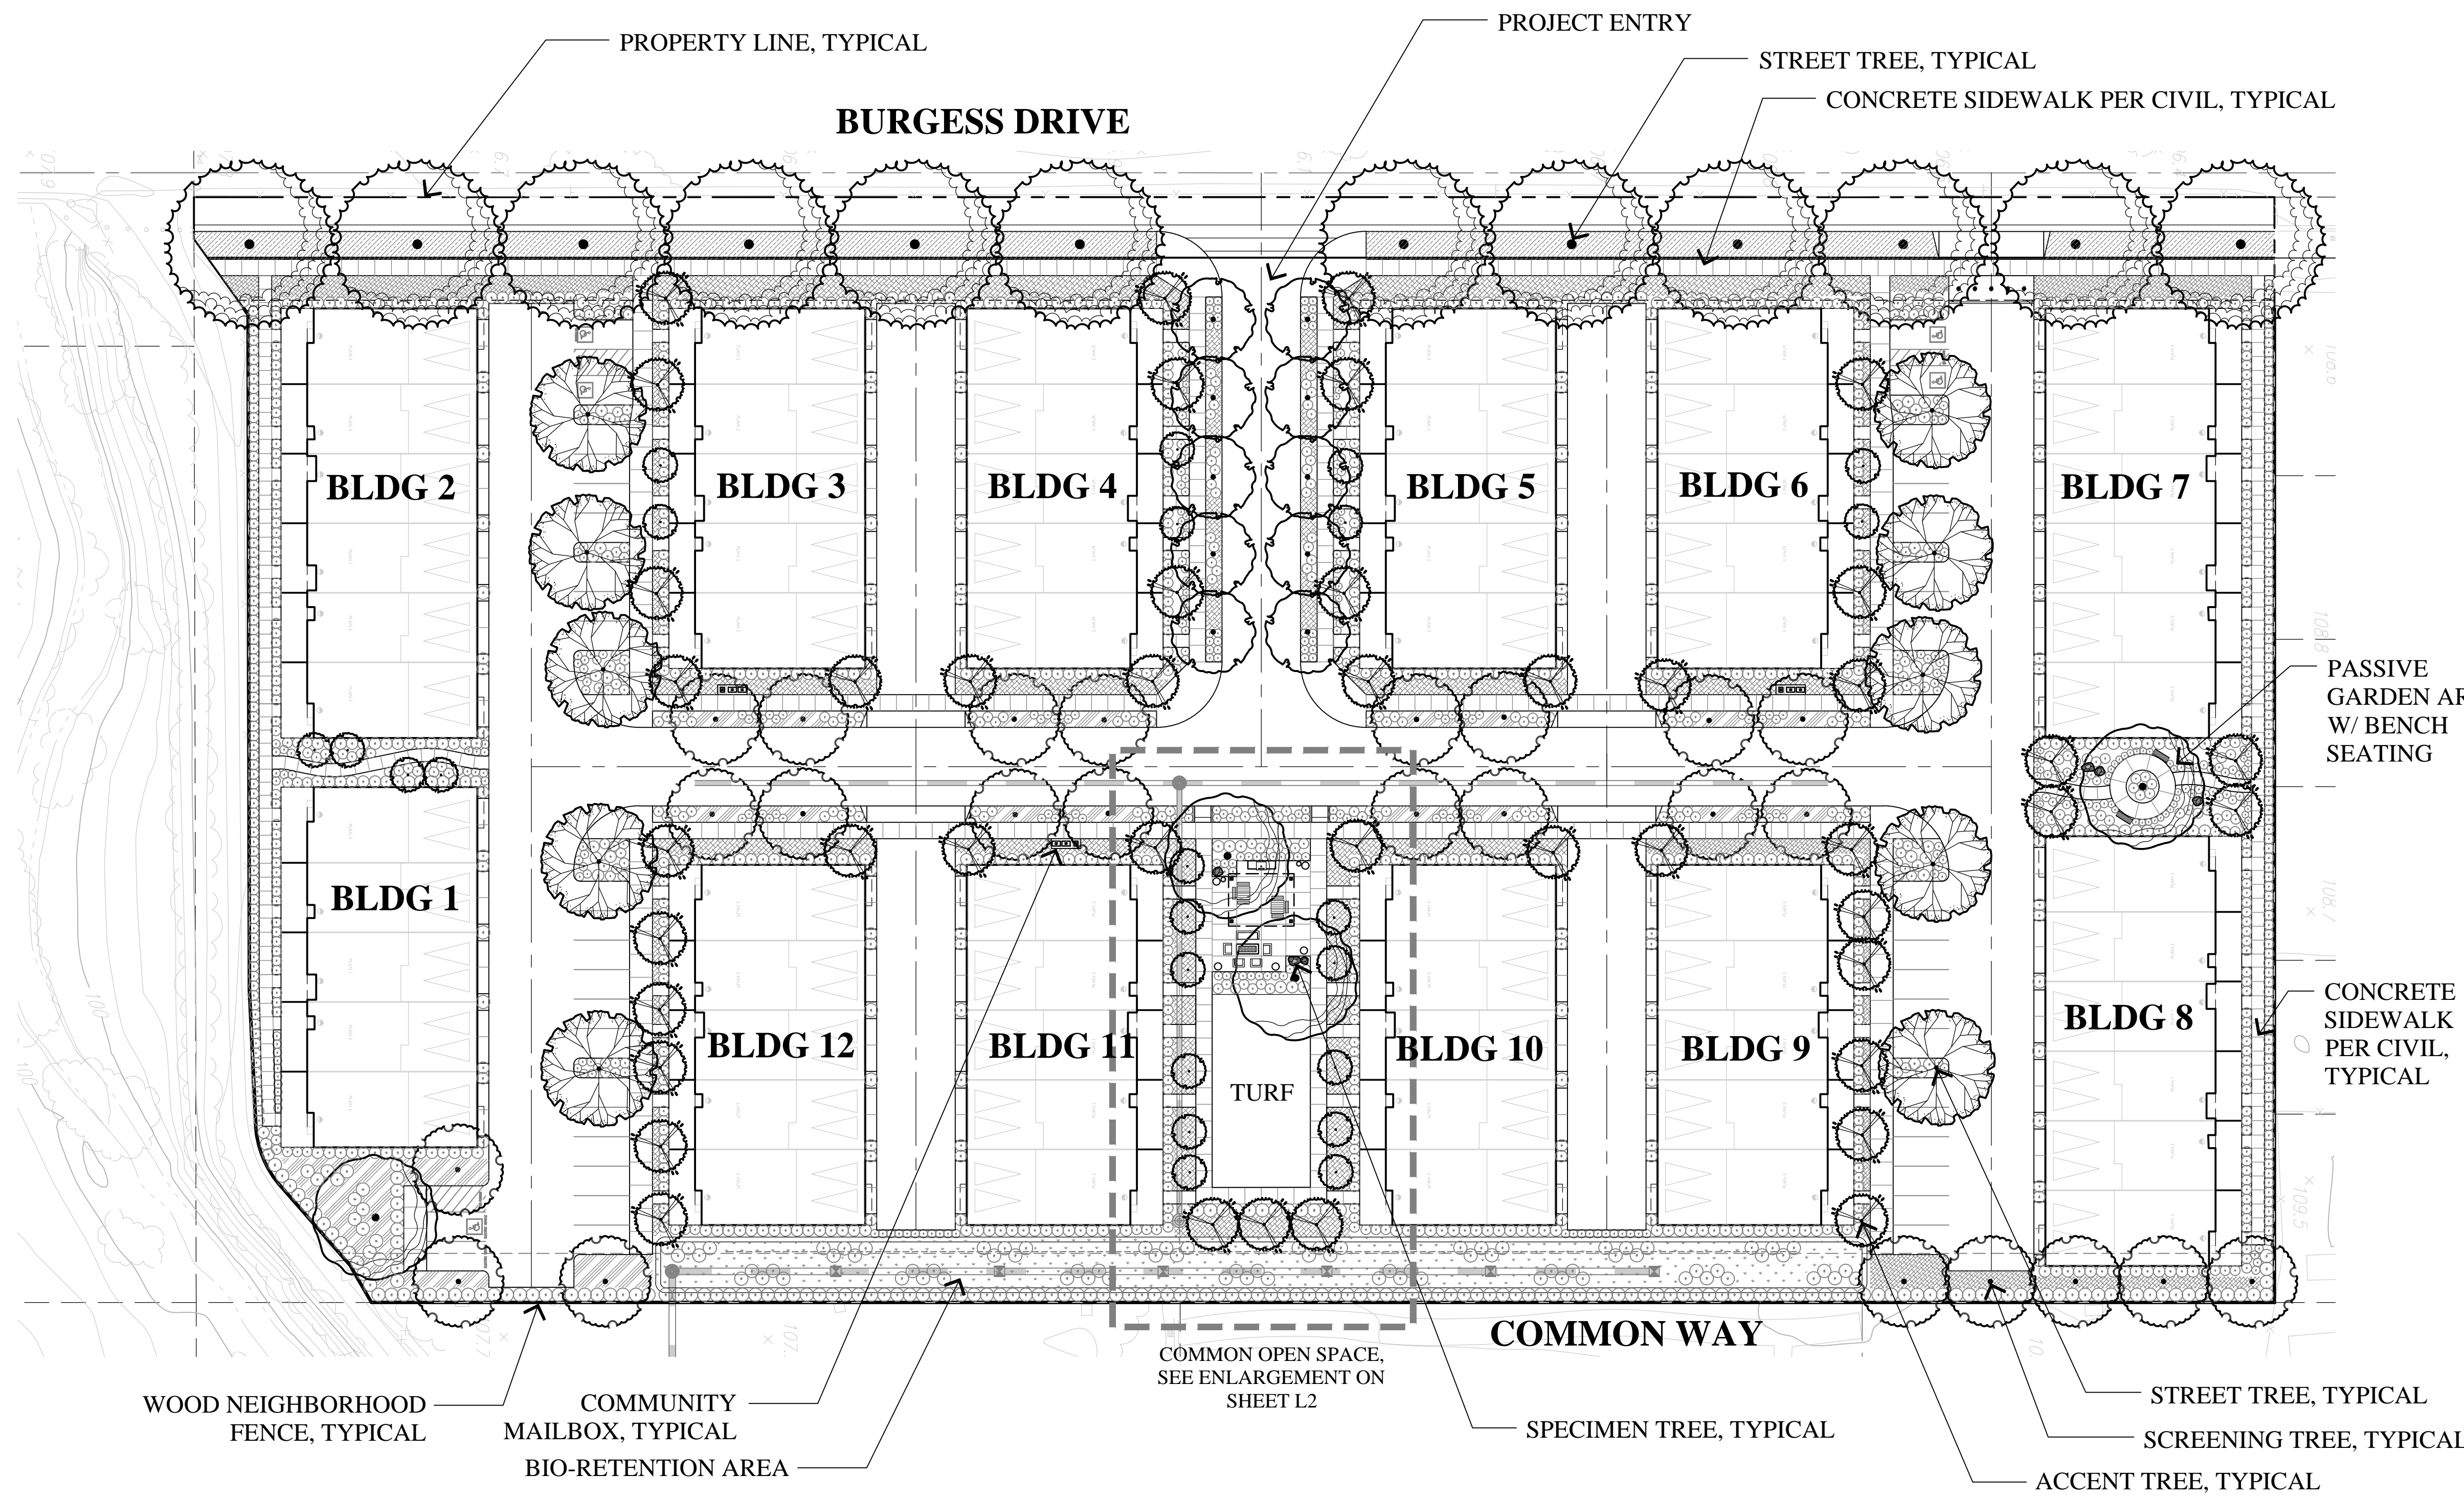 PROJECT ENTRY
PROPERTY LINE, TYPICAL
STREET TREE, TYPICAL
CONCRETE SIDEWALK PER CIVIL, TYPICAL
BURGESS DRIVE
BLDG 2
BLDG 3
BLDG 4
BLDG 5
BLDG 6
BLDG 7
PASSIVE
GARDEN AR
W/ BENCH
SEATING
BLDG 1
BLDG 12
BLDG 11
TURF
BLDG 10
BLDG 9
BLDG 8
CONCRETE
SIDEWALK
PER CIVIL,
TYPICAL
COMMON WAY
COMMON OPEN SPACE,
SEE ENLARGEMENT ON
SHEET L2
WOOD NEIGHBORHOOD
FENCE, TYPICAL
COMMUNITY
MAILBOX, TYPICAL
BIO-RETENTION AREA
SPECIMEN TREE, TYPICAL
STREET TREE, TYPICAL
SCREENING TREE, TYPICAL
ACCENT TREE, TYPICAL